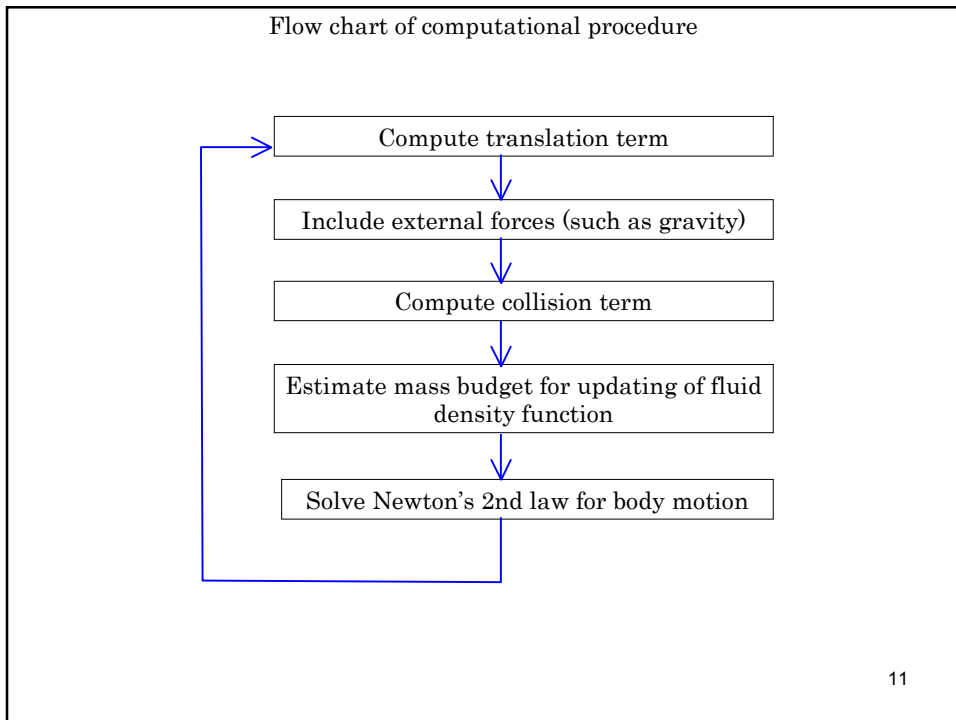 Flow chart of computational procedure
Compute translation term
Include external forces (such as gravity)
Compute collision term
Estimate mass budget for updating of fluid
density function
Solve Newton’s 2nd law for body motion
11